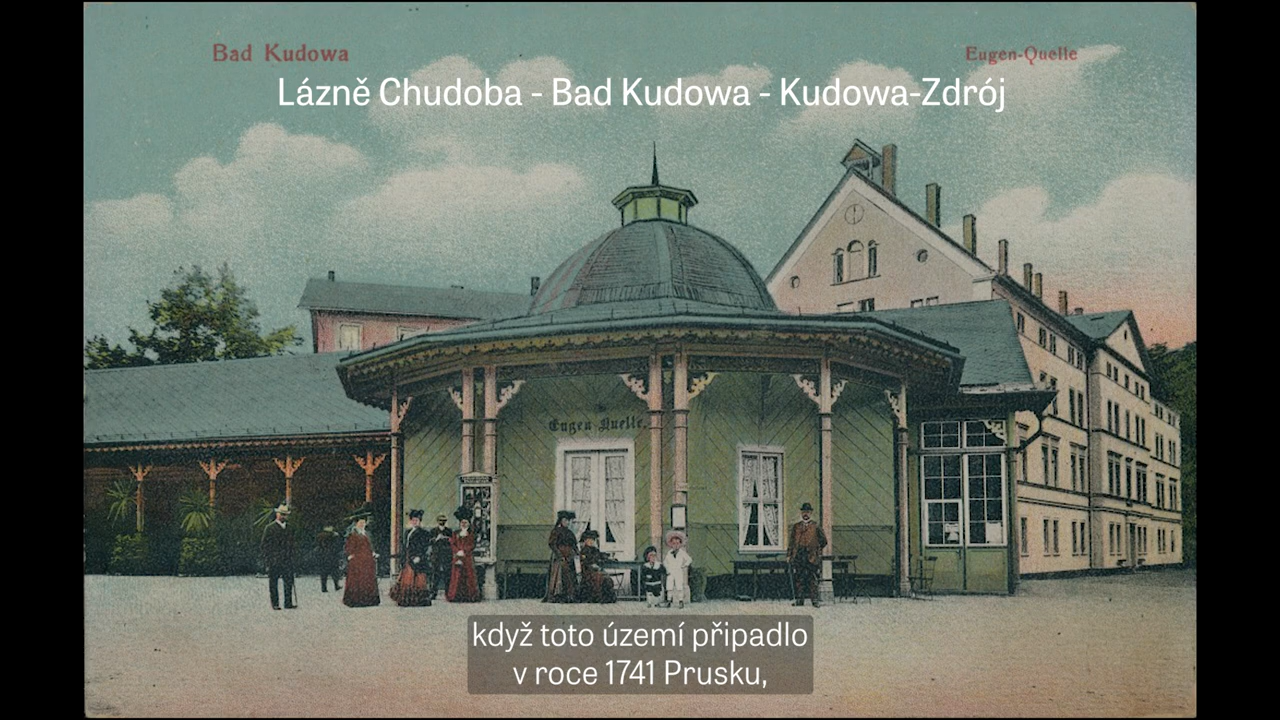 Bad Kudowa
Eugen-Quelle
Lázně Chudoba - Bad Kudowa - Kudowa-Zdrój
Eugen Quelle.
když toto území připadlo
v roce 1741 Prusku,